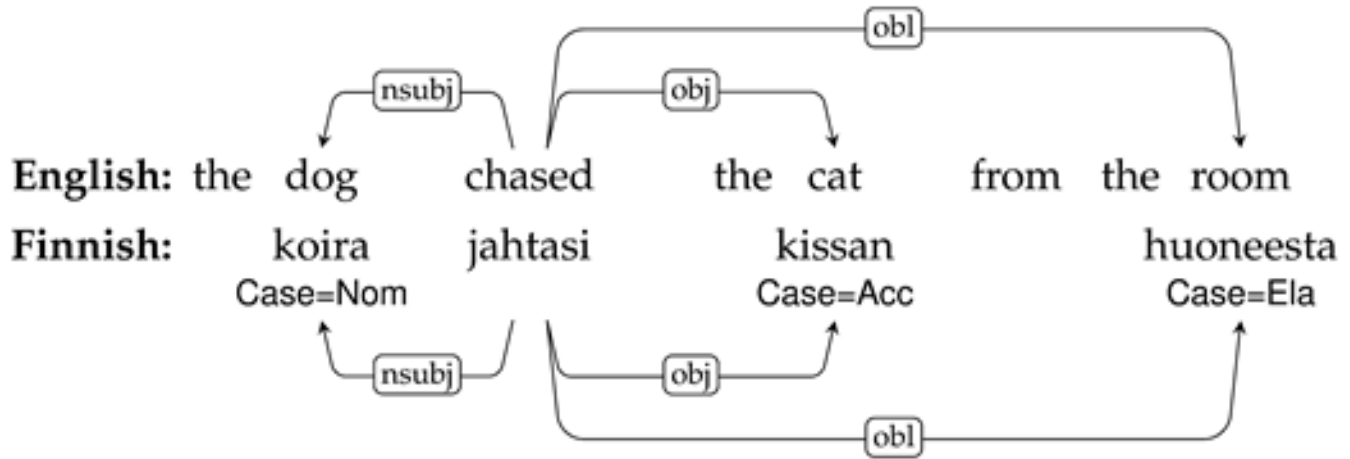 obl
nsubj obj
English: the dog chased the cat from the room
Finnish: koira jahtasi kissan huoneesta
Case=Nom Case=Acc Case=Ela
nsubj obj
obl